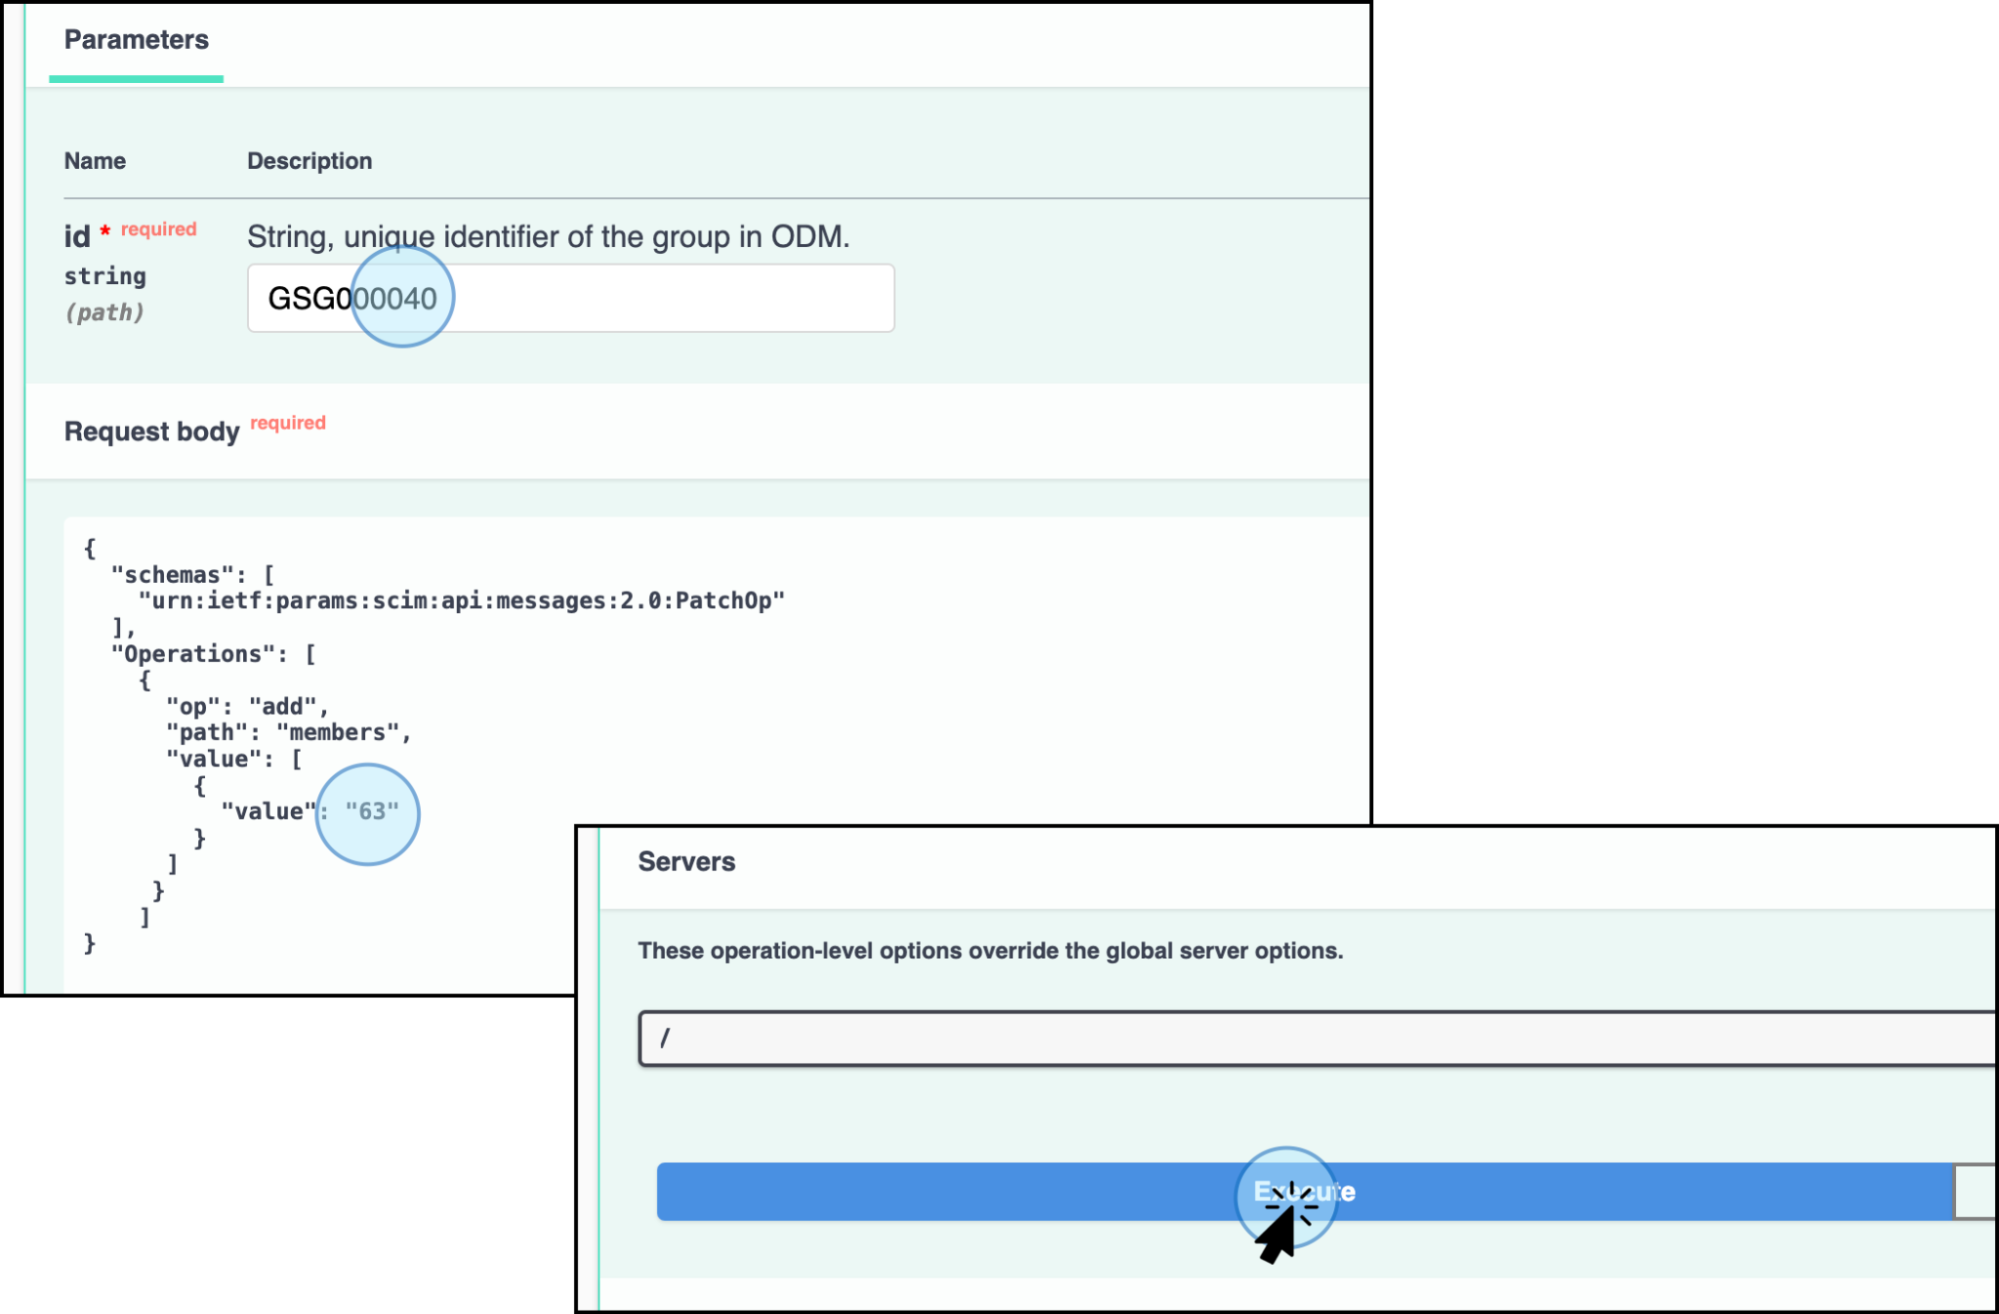 Parameters
Name Description
id * required String, unique identifier of the group in ODM.
string
(path)
GSG000040
Request body required
{
"schemas": [
"urn:ietf:params:scim:api:messages:2.0:PatchOp"
],
"Operations": [
{
"op": "add",
"path": "members",
"value": [
{
"value": "63"
}
]
}
]
}
Servers
These operation-level options override the global server options.
/
Execute